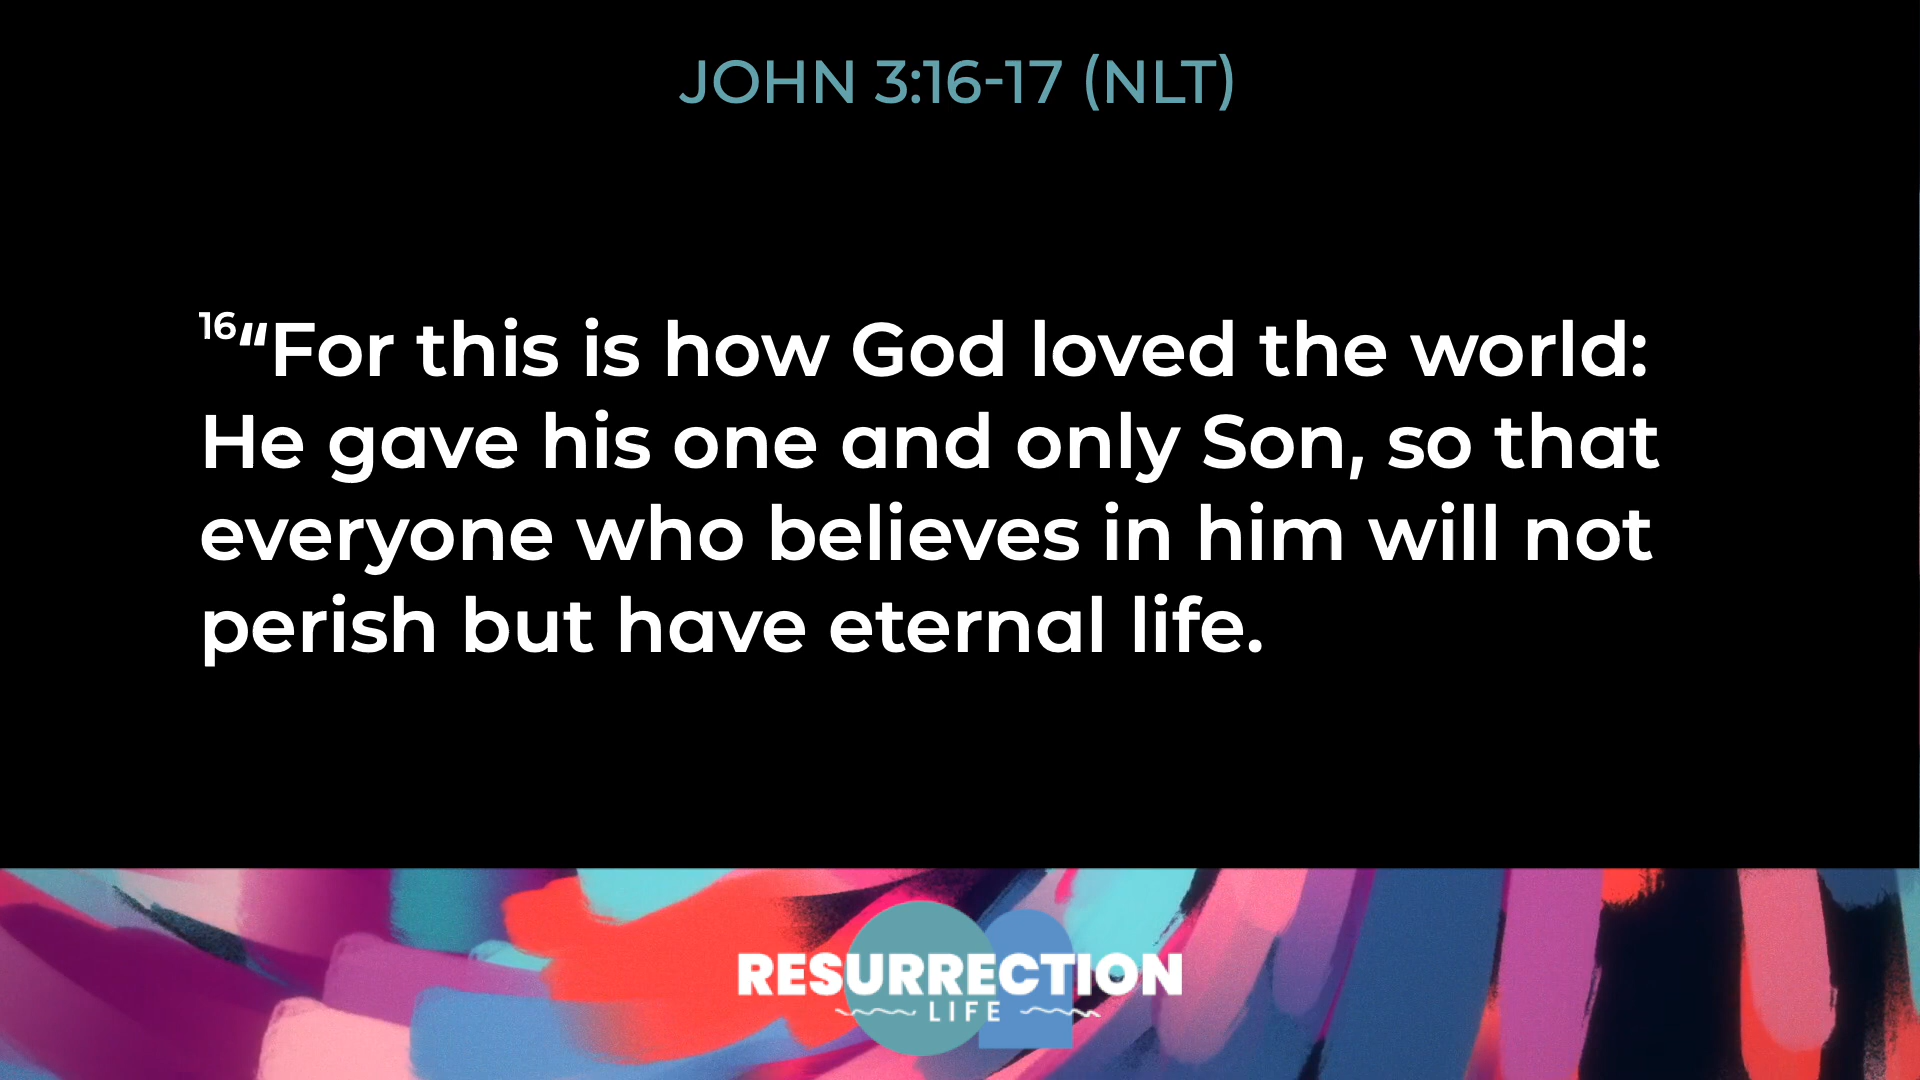 JOHN 3:16-17 (NLT)
16“For this is how God loved the world:
He gave his one and only Son, so that
everyone who believes in him will not
perish but have eternal life.
RESURRECTION
LIFE